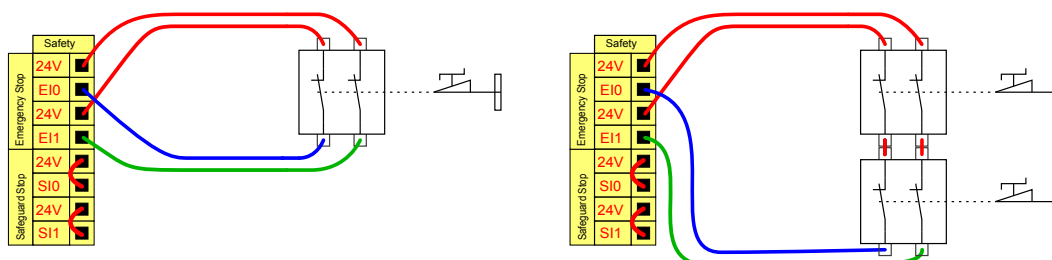 Safety
Emergency Stop
24V
EI0
24V
EI1
Safeguard Stop
24V
SI0
24V
SI1
Safety
Emergency Stop
24V
EI0
24V
EI1
Safeguard Stop
24V
SI0
24V
SI1